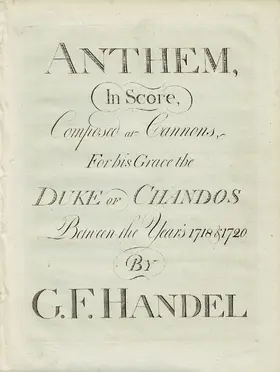 ANTHEM,
In Score,
Composed at Cannons,
For his Grace the
DUKE OF CHANDOS
Between the Years 1718 & 1720
BY
G.F. HANDEL